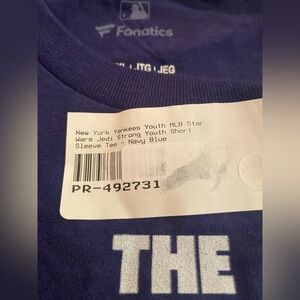 Fanatics
New York Yankees Youth MLB Star
Wars Jedi Strong Youth Short
Sleeve Tee - Navy Blue
PR-492731
THE